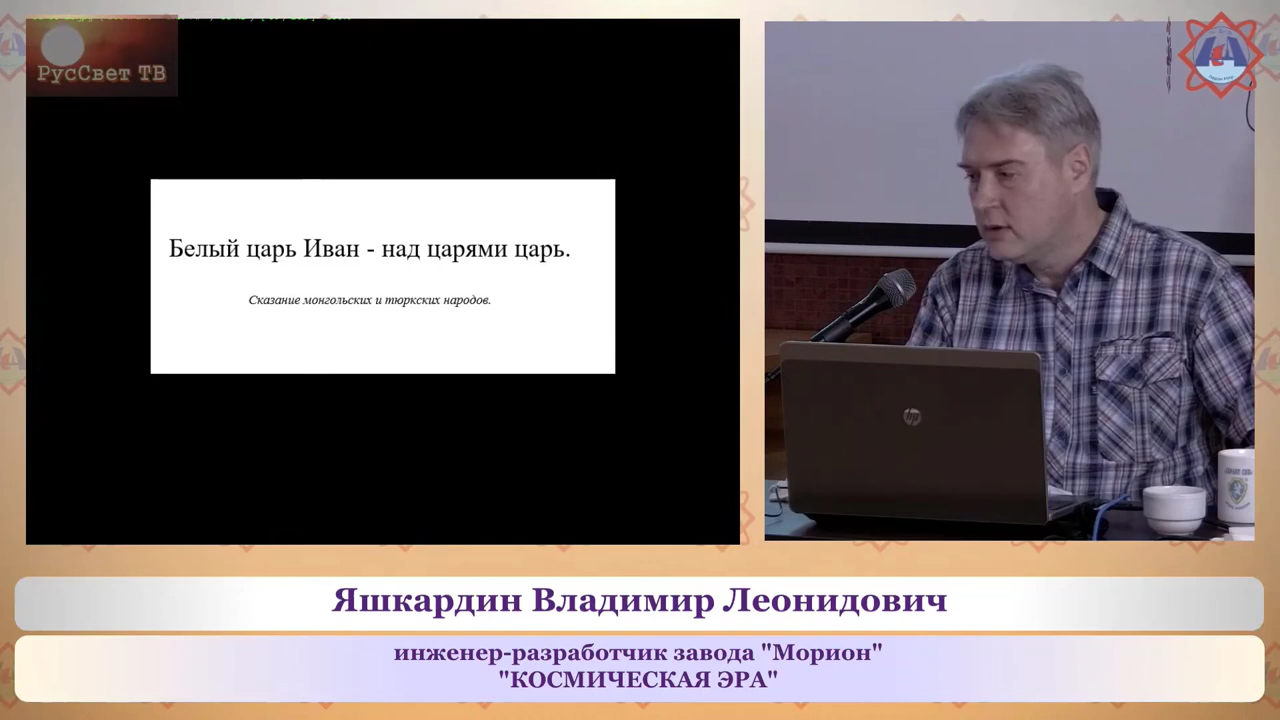 РусСвет ТВ
Белый царь Иван - над царями царь.
Сказание монгольских и тюркских народов.
hp
Яшкардин Владимир Леонидович
инженер-разработчик завода "Морион"
"КОСМИЧЕСКАЯ ЭРА"